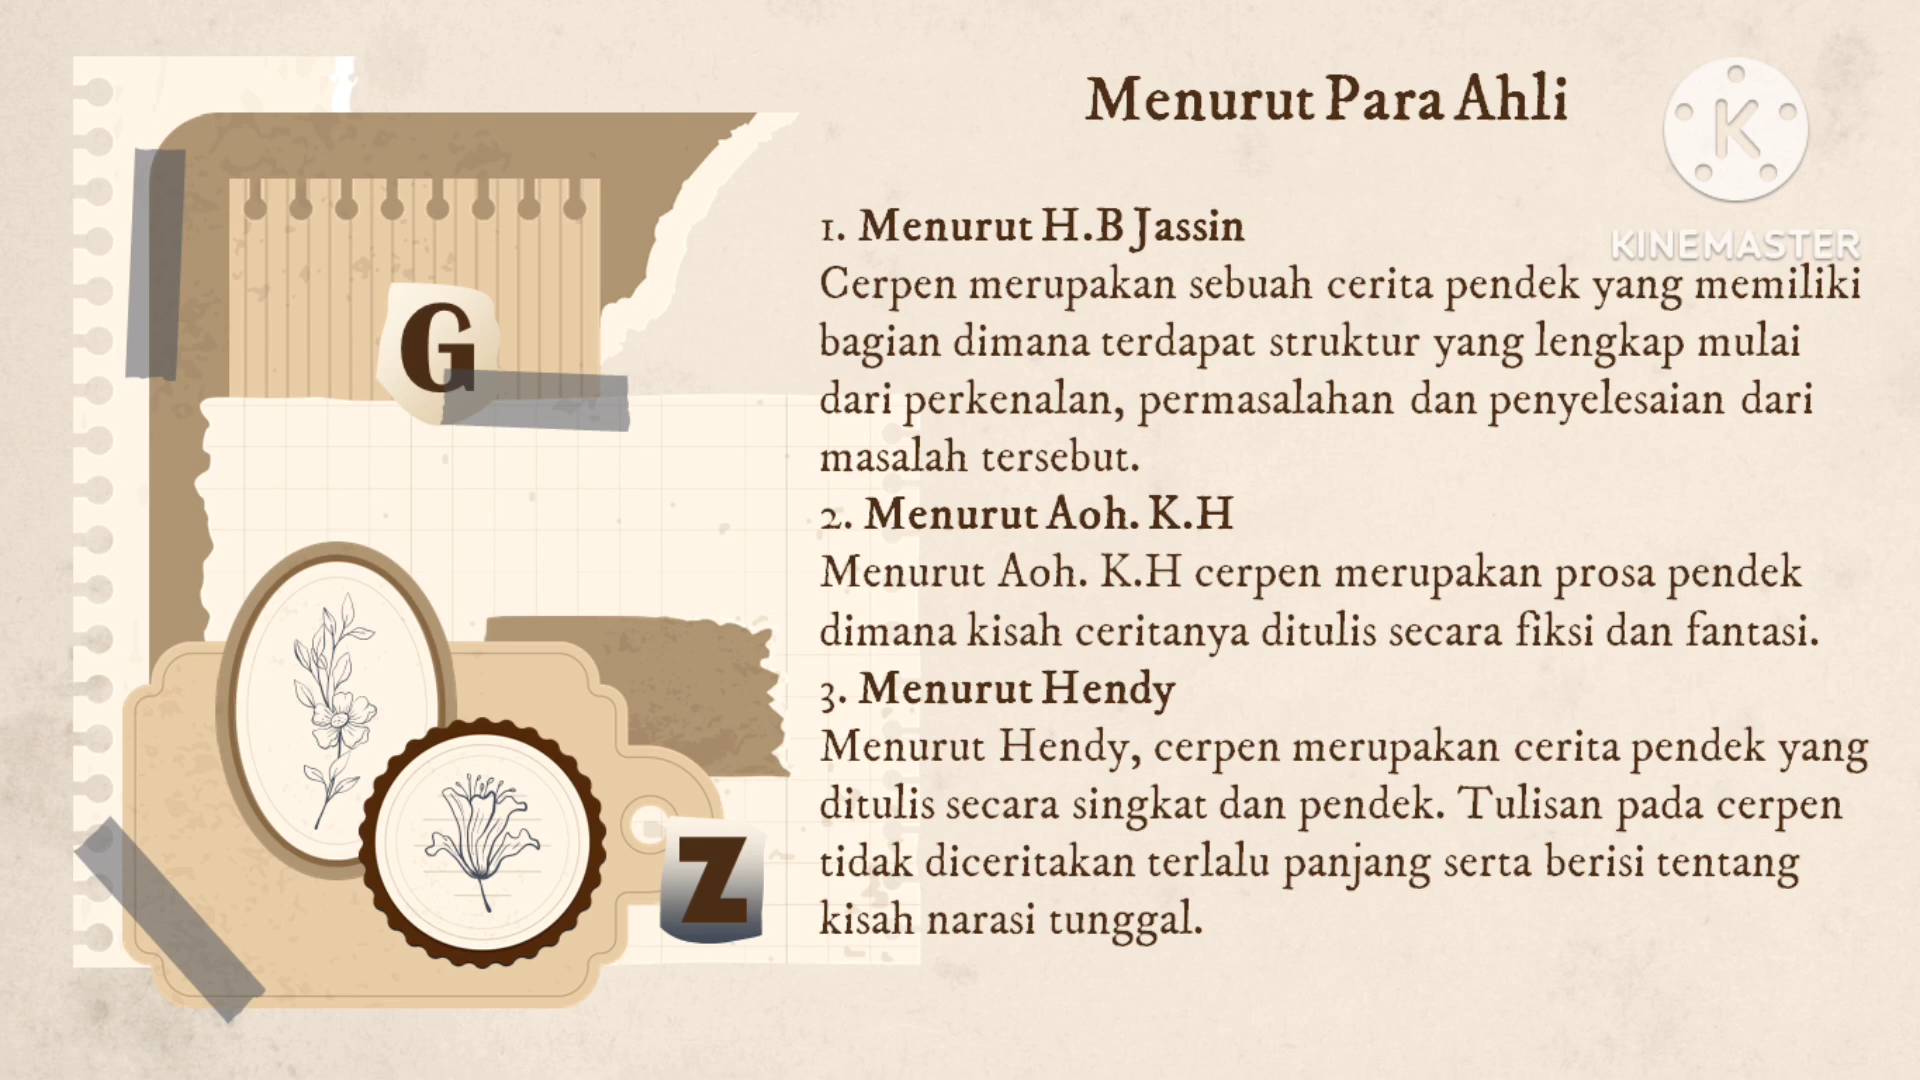 Menurut Para Ahli
K
KINEMASTER
1. Menurut H.B Jassin
Cerpen merupakan sebuah cerita pendek yang memiliki
bagian dimana terdapat struktur yang lengkap mulai
dari perkenalan, permasalahan dan penyelesaian dari
masalah tersebut.
2. Menurut Aoh. K.H
Menurut Aoh. K.H cerpen merupakan prosa pendek
dimana kisah ceritanya ditulis secara fiksi dan fantasi.
3. Menurut Hendy
Menurut Hendy, cerpen merupakan cerita pendek yang
ditulis secara singkat dan pendek. Tulisan pada cerpen
tidak diceritakan terlalu panjang serta berisi tentang
kisah narasi tunggal.
G
Z